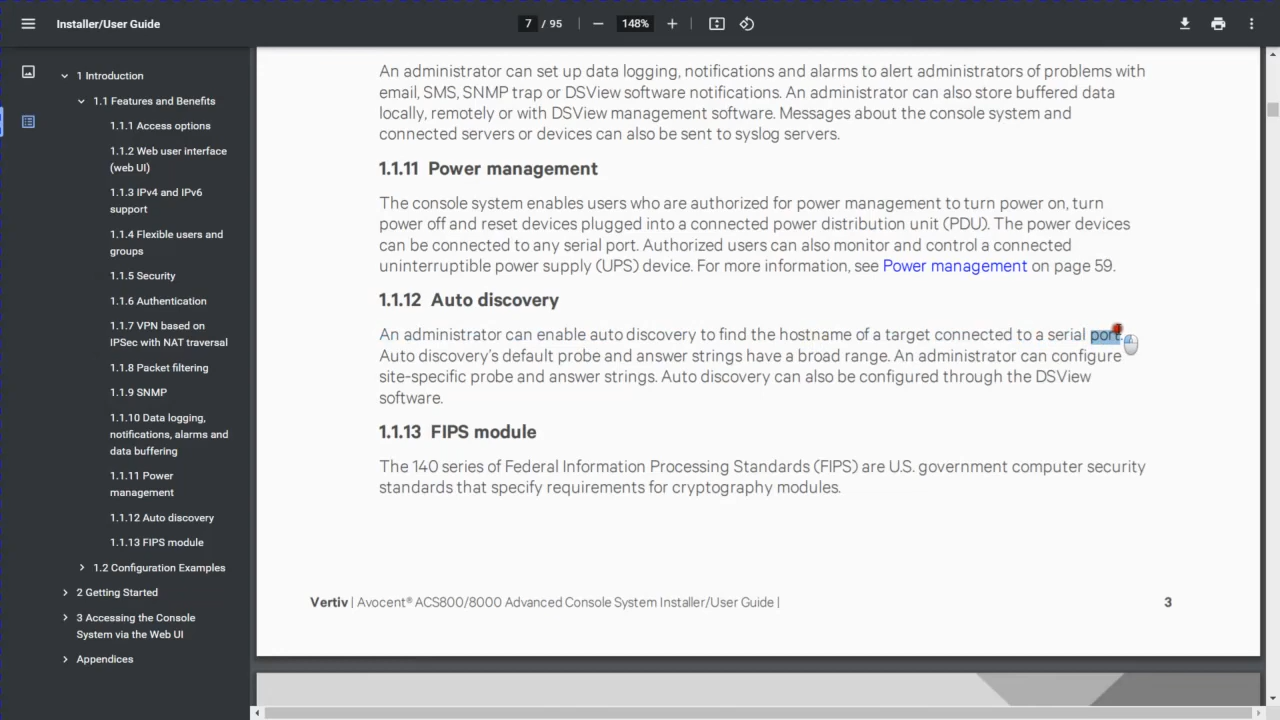 Installer/User Guide
7 / 95
148%
1 Introduction
1.1 Features and Benefits
1.1.1 Access options
1.1.2 Web user interface
(web UI)
1.1.3 IPv4 and IPv6
support
1.1.4 Flexible users and
groups
1.1.5 Security
1.1.6 Authentication
1.1.7 VPN based on
IPSec with NAT traversal
1.1.8 Packet filtering
1.1.9 SNMP
1.1.10 Data logging,
notifications, alarms and
data buffering
1.1.11 Power
management
1.1.12 Auto discovery
1.1.13 FIPS module
1.2 Configuration Examples
2 Getting Started
3 Accessing the Console
System via the Web UI
Appendices
An administrator can set up data logging, notifications and alarms to alert administrators of problems with
email, SMS, SNMP trap or DSView software notifications. An administrator can also store buffered data
locally, remotely or with DSView management software. Messages about the console system and
connected servers or devices can also be sent to syslog servers.
1.1.11 Power management
The console system enables users who are authorized for power management to turn power on, turn
power off and reset devices plugged into a connected power distribution unit (PDU). The power devices
can be connected to any serial port. Authorized users can also monitor and control a connected
uninterruptible power supply (UPS) device. For more information, see Power management on page 59.
1.1.12 Auto discovery
An administrator can enable auto discovery to find the hostname of a target connected to a serial port.
Auto discovery's default probe and answer strings have a broad range. An administrator can configure
site-specific probe and answer strings. Auto discovery can also be configured through the DSView
software.
1.1.13 FIPS module
The 140 series of Federal Information Processing Standards (FIPS) are U.S. government computer security
standards that specify requirements for cryptography modules.
Vertiv | Avocent® ACS800/8000 Advanced Console System Installer/User Guide |
3